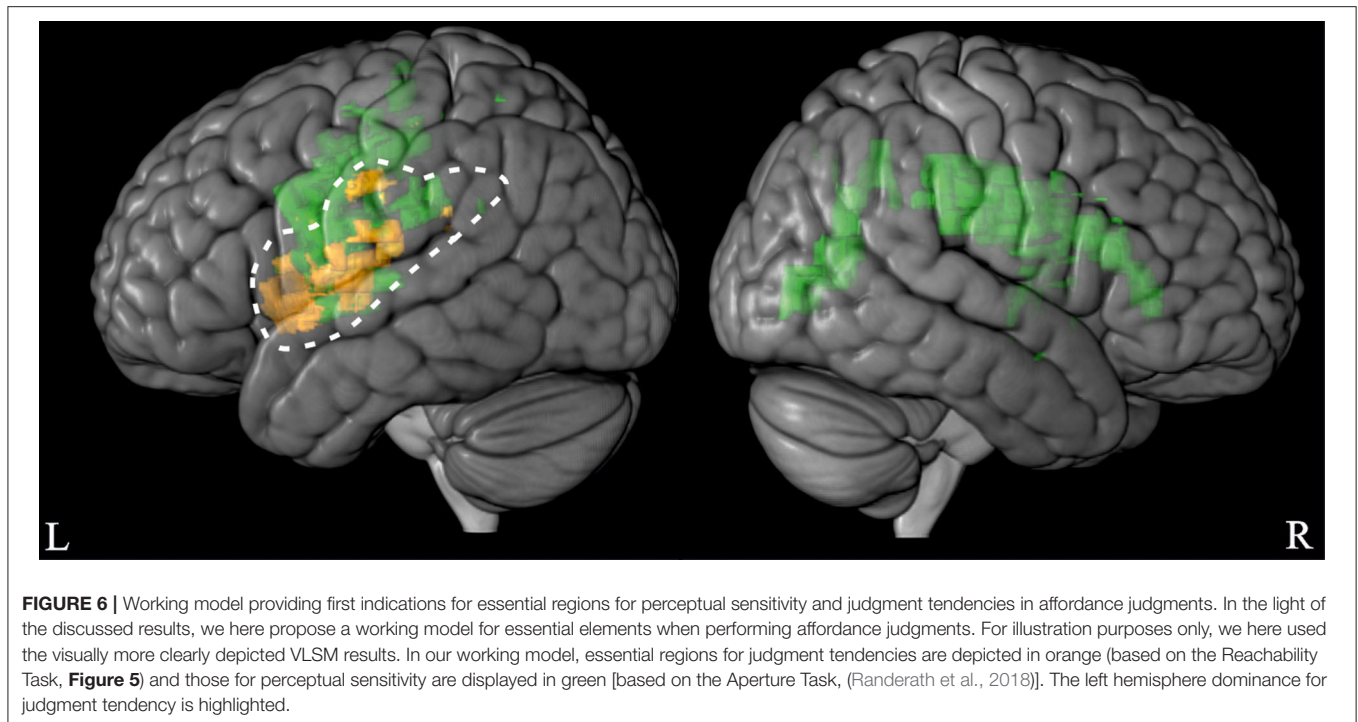 L
R
FIGURE 6 | Working model providing first indications for essential regions for perceptual sensitivity and judgment tendencies in affordance judgments. In the light of
the discussed results, we here propose a working model for essential elements when performing affordance judgments. For illustration purposes only, we here used
the visually more clearly depicted VLSM results. In our working model, essential regions for judgment tendencies are depicted in orange (based on the Reachability
Task, Figure 5) and those for perceptual sensitivity are displayed in green [based on the Aperture Task, (Randerath et al., 2018)]. The left hemisphere dominance for
judgment tendency is highlighted.